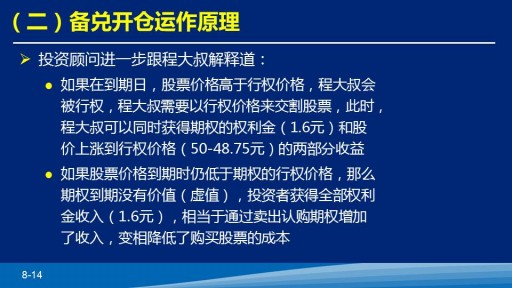 （二）备兑开仓运作原理
投资顾问进一步跟程大叔解释道：
如果在到期日，股票价格高于行权价格，程大叔会
被行权，程大叔需要以行权价格来交割股票，此时，
程大叔可以同时获得期权的权利金（1.6元）和股
价上涨到行权价格（50-48.75元）的两部分收益
如果股票价格到期时仍低于期权的行权价格，那么
期权到期没有价值（虚值），投资者获得全部权利
金收入（1.6元），相当于通过卖出认购期权增加
了收入，变相降低了购买股票的成本
8-14